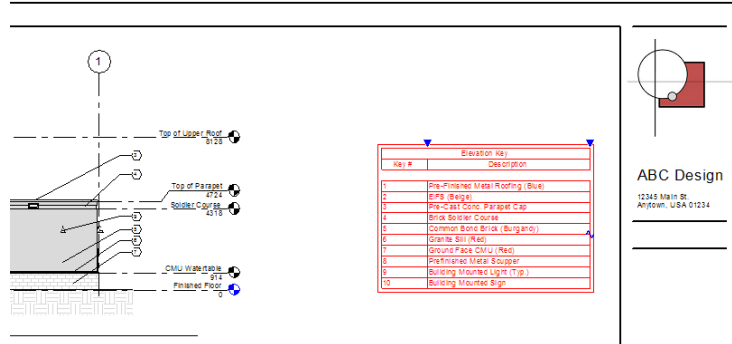 1
Top of Upper Roof
8128
Top of Parapet
4724
Soldier Course
4318
CMU Watertable
914
Finished Floor
0
Elevation Key
Key # Description
1 Pre-Finished Metal Roofing (Blue)
2 EIFS (Beige)
3 Pre-Cast Conc. Parapet Cap
4 Brick Soldier Course
5 Common Bond Brick (Burgandy)
6 Granite Sill (Red)
7 Ground Face CMU (Red)
8 Prefinished Metal Scupper
9 Building Mounted Light (Typ.)
10 Building Mounted Sign
ABC Design
12345 Main St.
Anytown, USA 01234